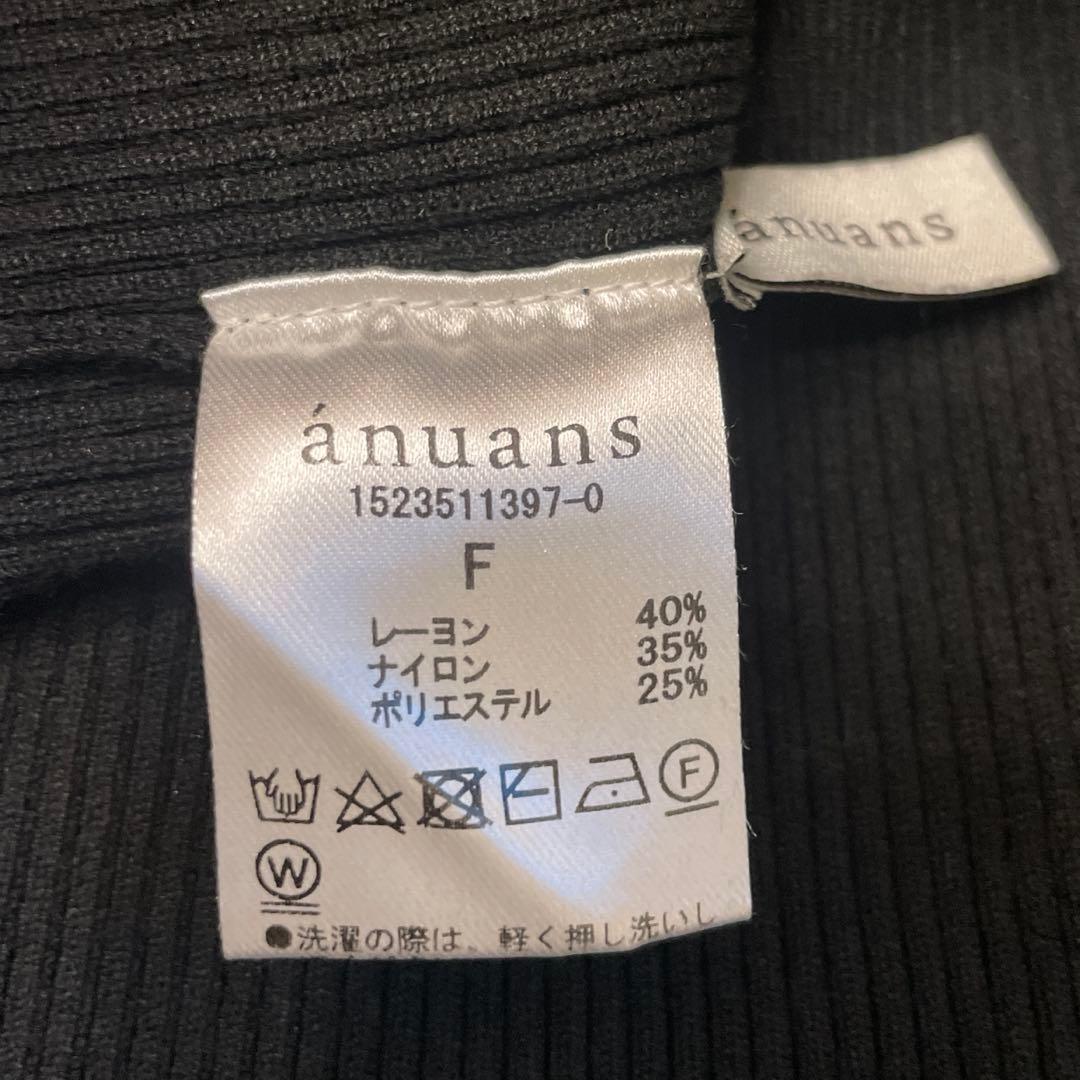 ánuans
ánuans
1523511397-0
F
レーヨン 40%
ナイロン 35%
ポリエステル 25%
F
W
●洗濯の際は、軽く押し洗いし